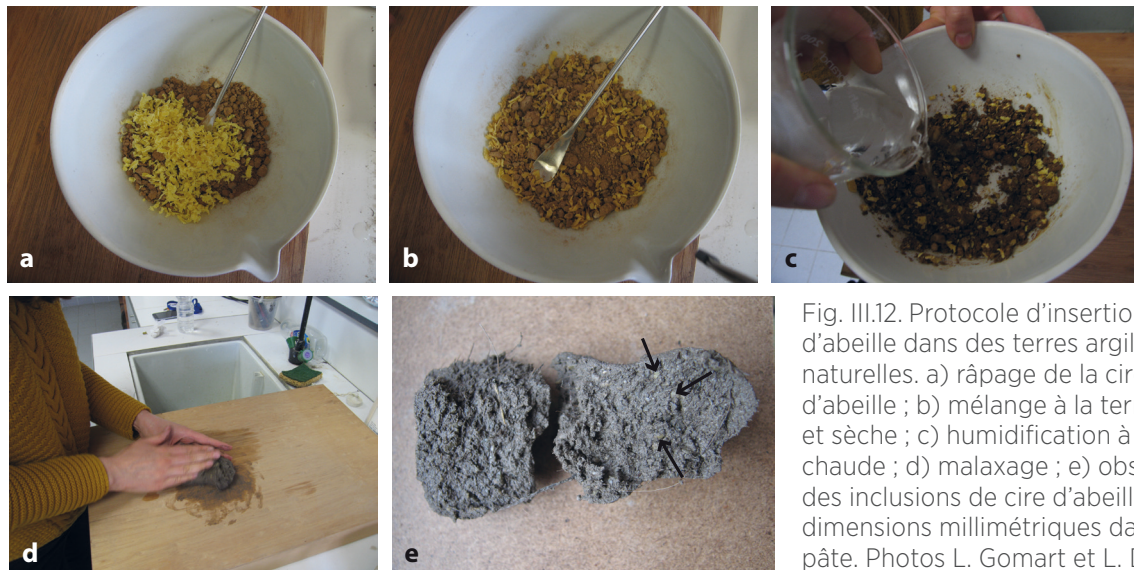 a
b
c
d
e
Fig. III.12. Protocole d'insertio
d'abeille dans des terres argil
naturelles. a) râpage de la cir
d'abeille ; b) mélange à la ter
et sèche ; c) humidification à
chaude ; d) malaxage ; e) obs
des inclusions de cire d'abeill
dimensions millimétriques da
pâte. Photos L. Gomart et L. D